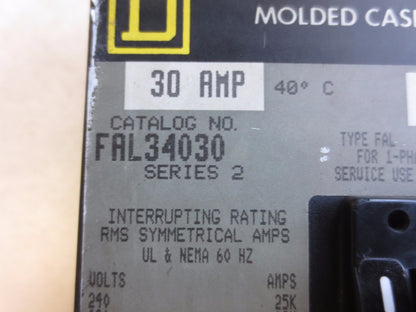 D
MOLDED CAS
30 AMP 40° C
CATALOG NO.
FAL34030
SERIES 2
TYPE FAL
FOR 1-PH
SERVICE USE
INTERRUPTING RATING
RMS SYMMETRICAL AMPS
UL & NEMA 60 HZ
VOLTS AMPS
240 25K